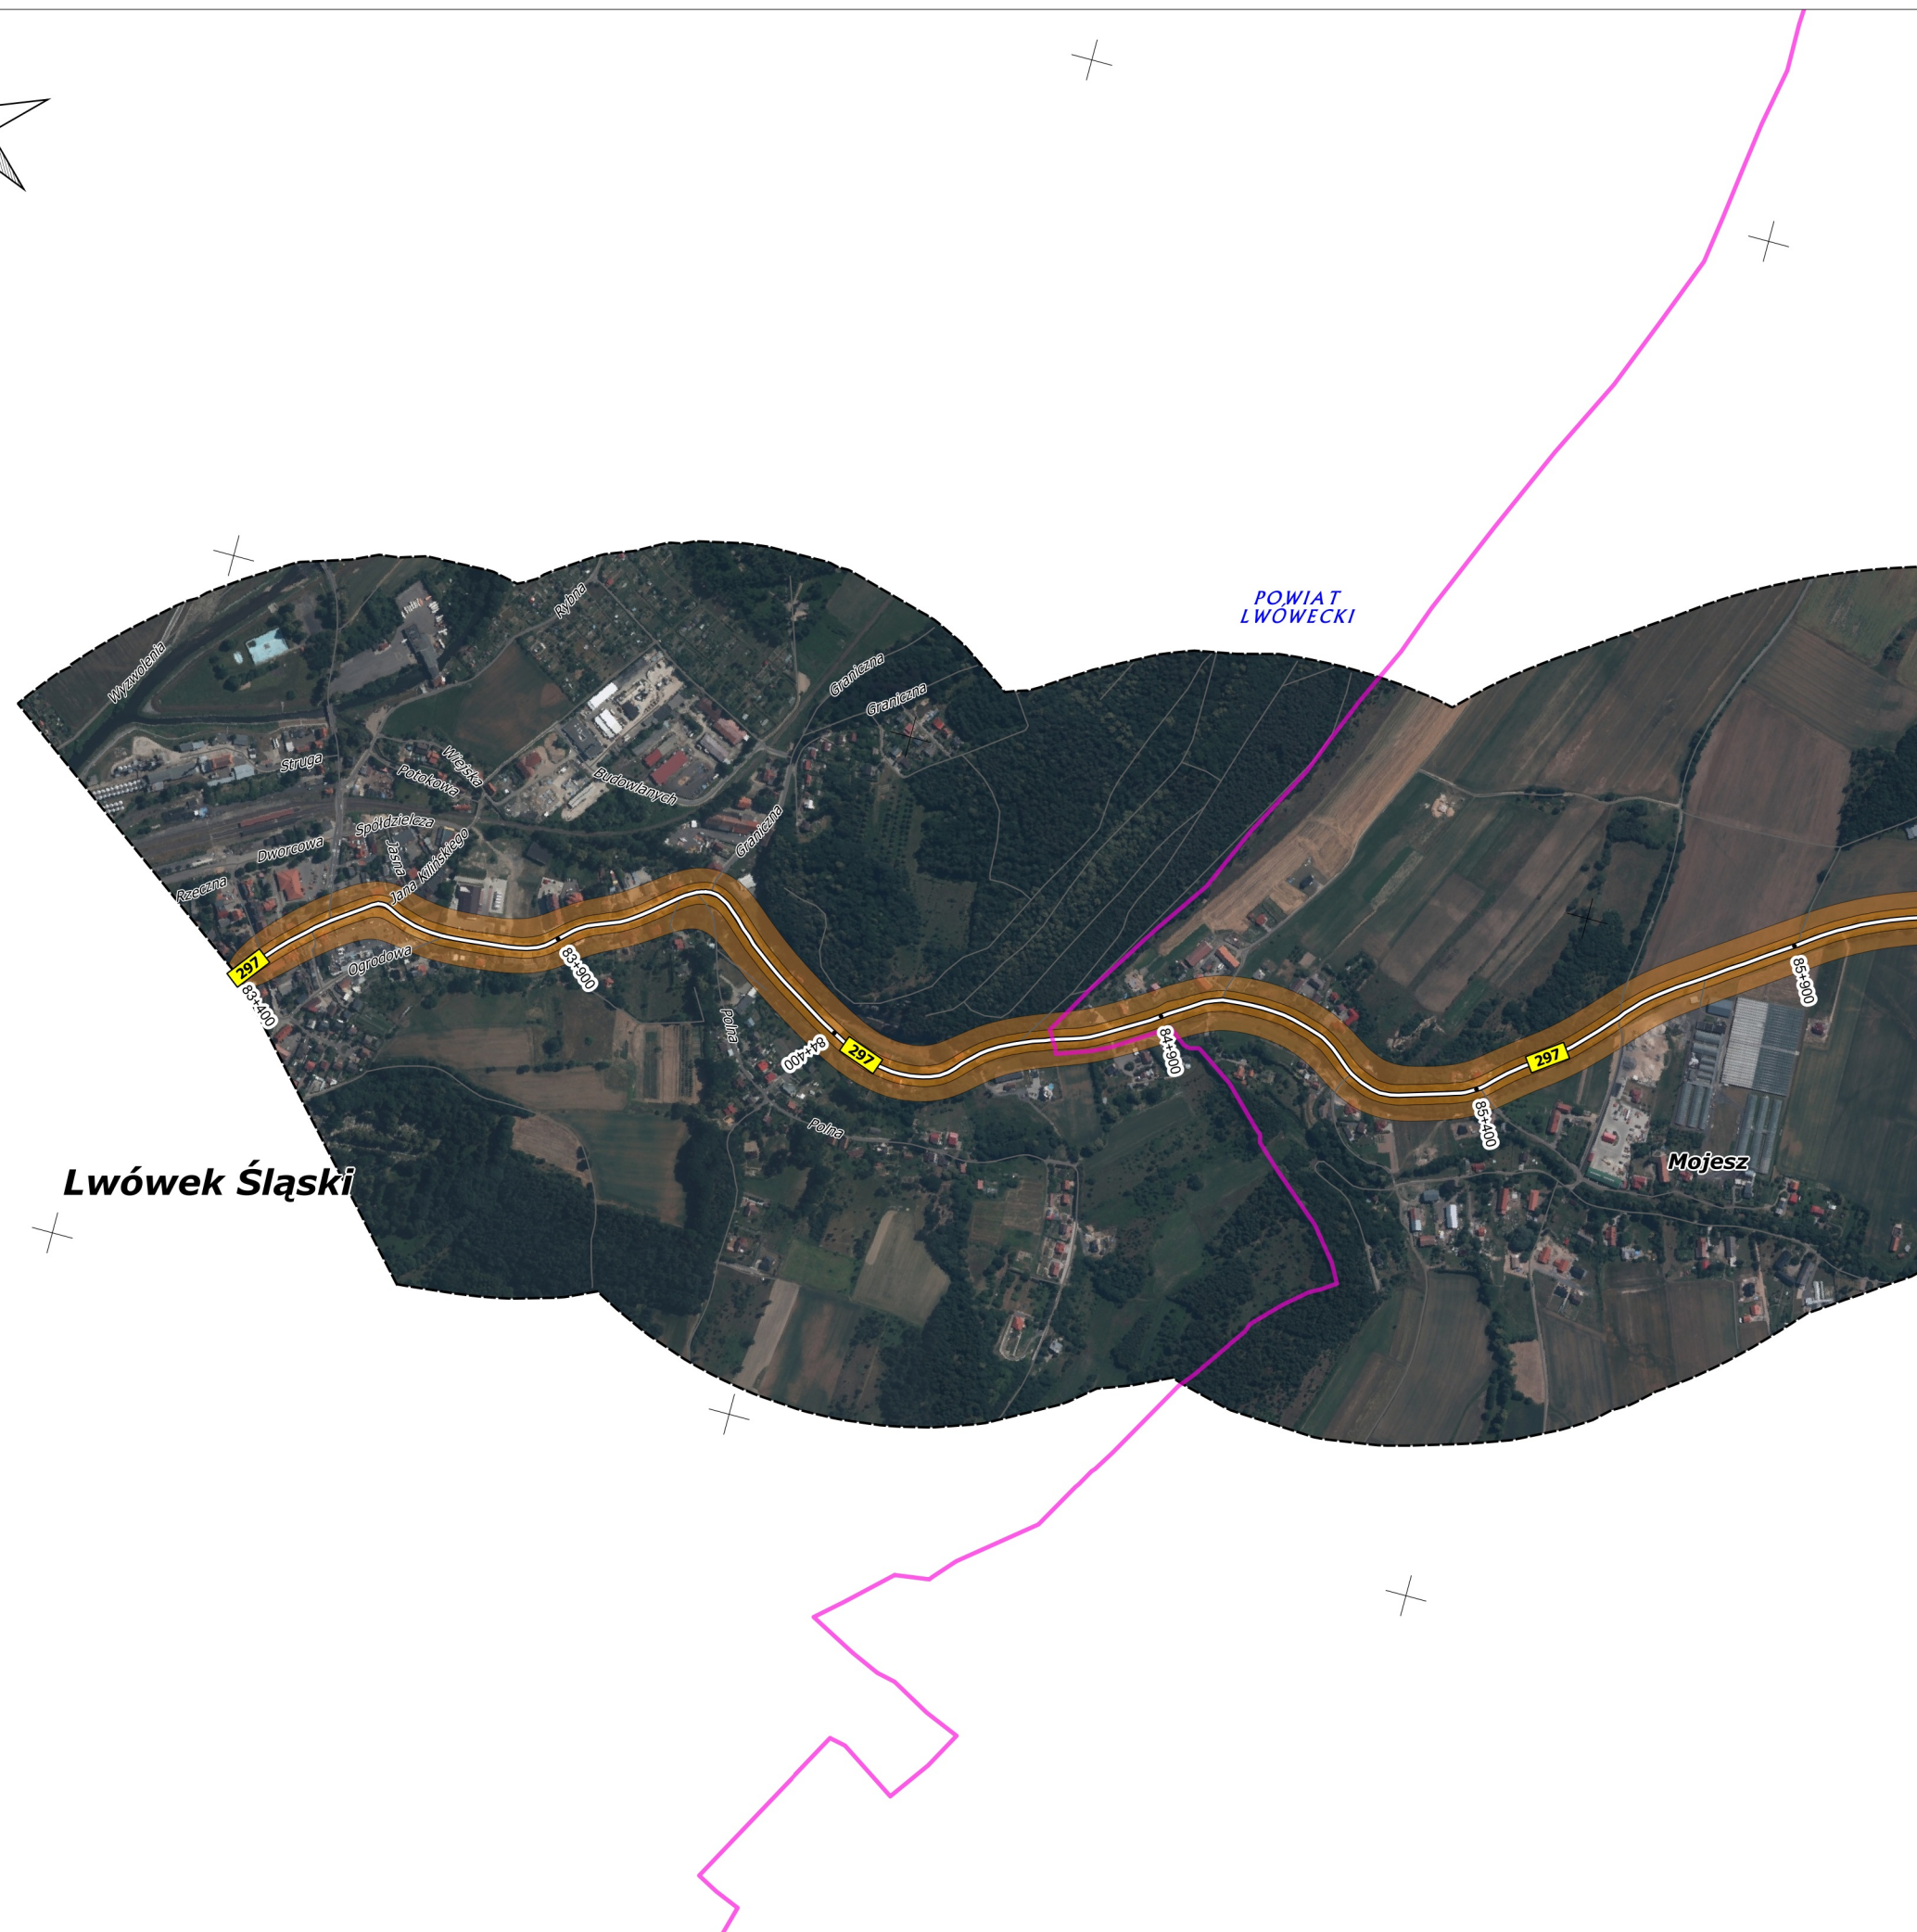 POWIAT
LWÓWECKI
Rybna
Wyzwolenia
Graniczna
Graniczna
Struga
Wiejska
Potokowa
Budowlanych
Spółdzielcza
Graniczna
Dworcowa
Jasna
Jana Kilińskiego
Rzeczna
Ogrodowa
297
83+400
83+900
Polna
84+400
297
84+900
297
85+400
85+900
Polna
Mojesz
Lwówek Śląski